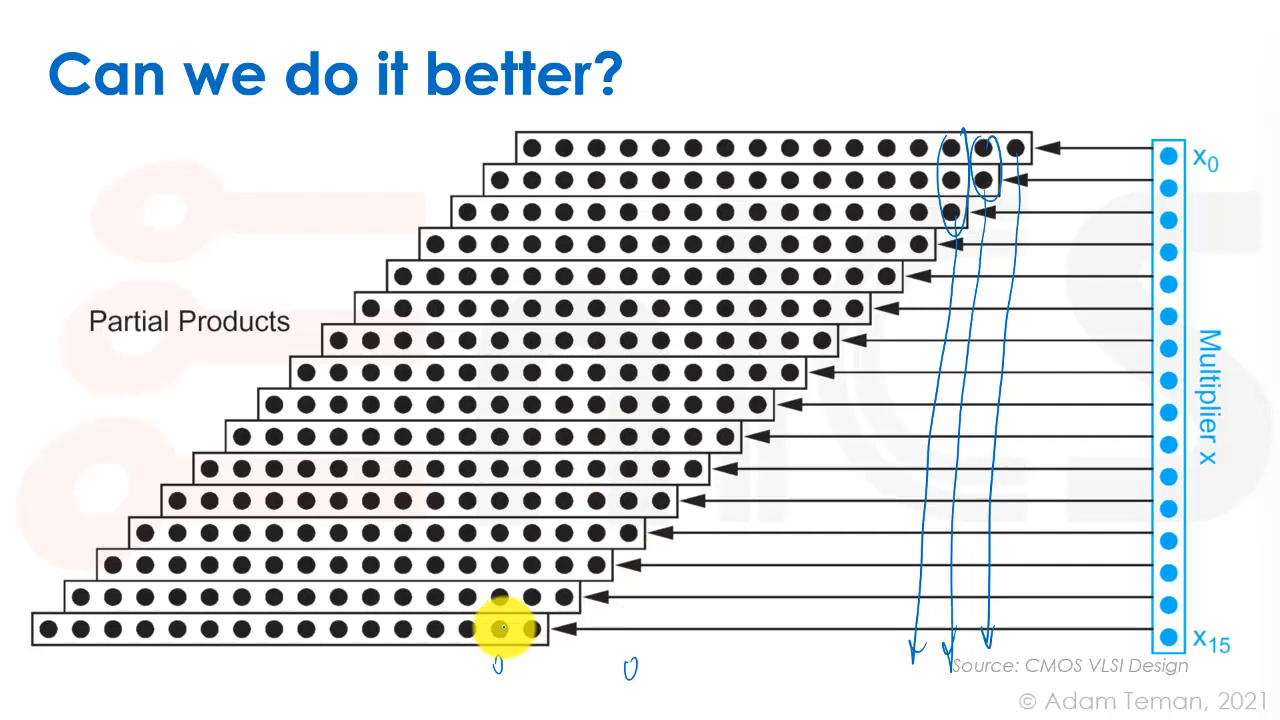 Can we do it better?
x0
Partial Products
Multiplier x
x15
Source: CMOS VLSI Design
© Adam Teman, 2021